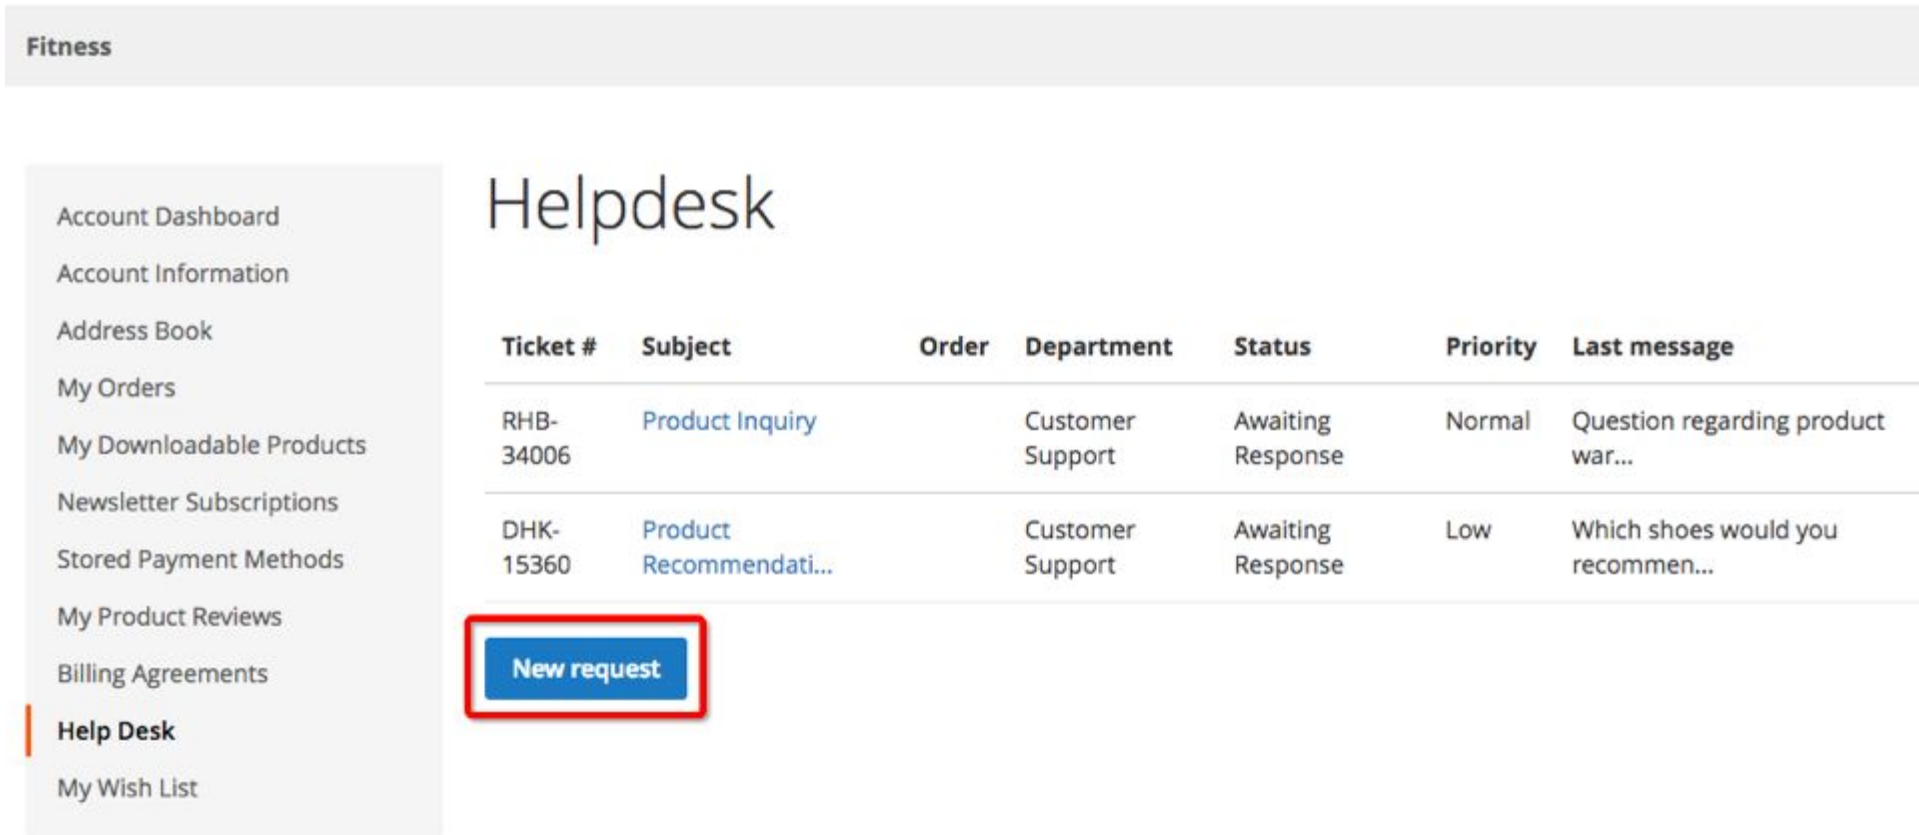 Fitness
Account Dashboard
Account Information
Address Book
My Orders
My Downloadable Products
Newsletter Subscriptions
Stored Payment Methods
My Product Reviews
Billing Agreements
Help Desk
My Wish List
Helpdesk
Ticket # Subject Order Department Status Priority Last message
RHB- Product Inquiry Customer Awaiting Normal Question regarding product
34006 Support Response war...
DHK- Product Customer Awaiting Low Which shoes would you
15360 Recommendati... Support Response recommen...
New request